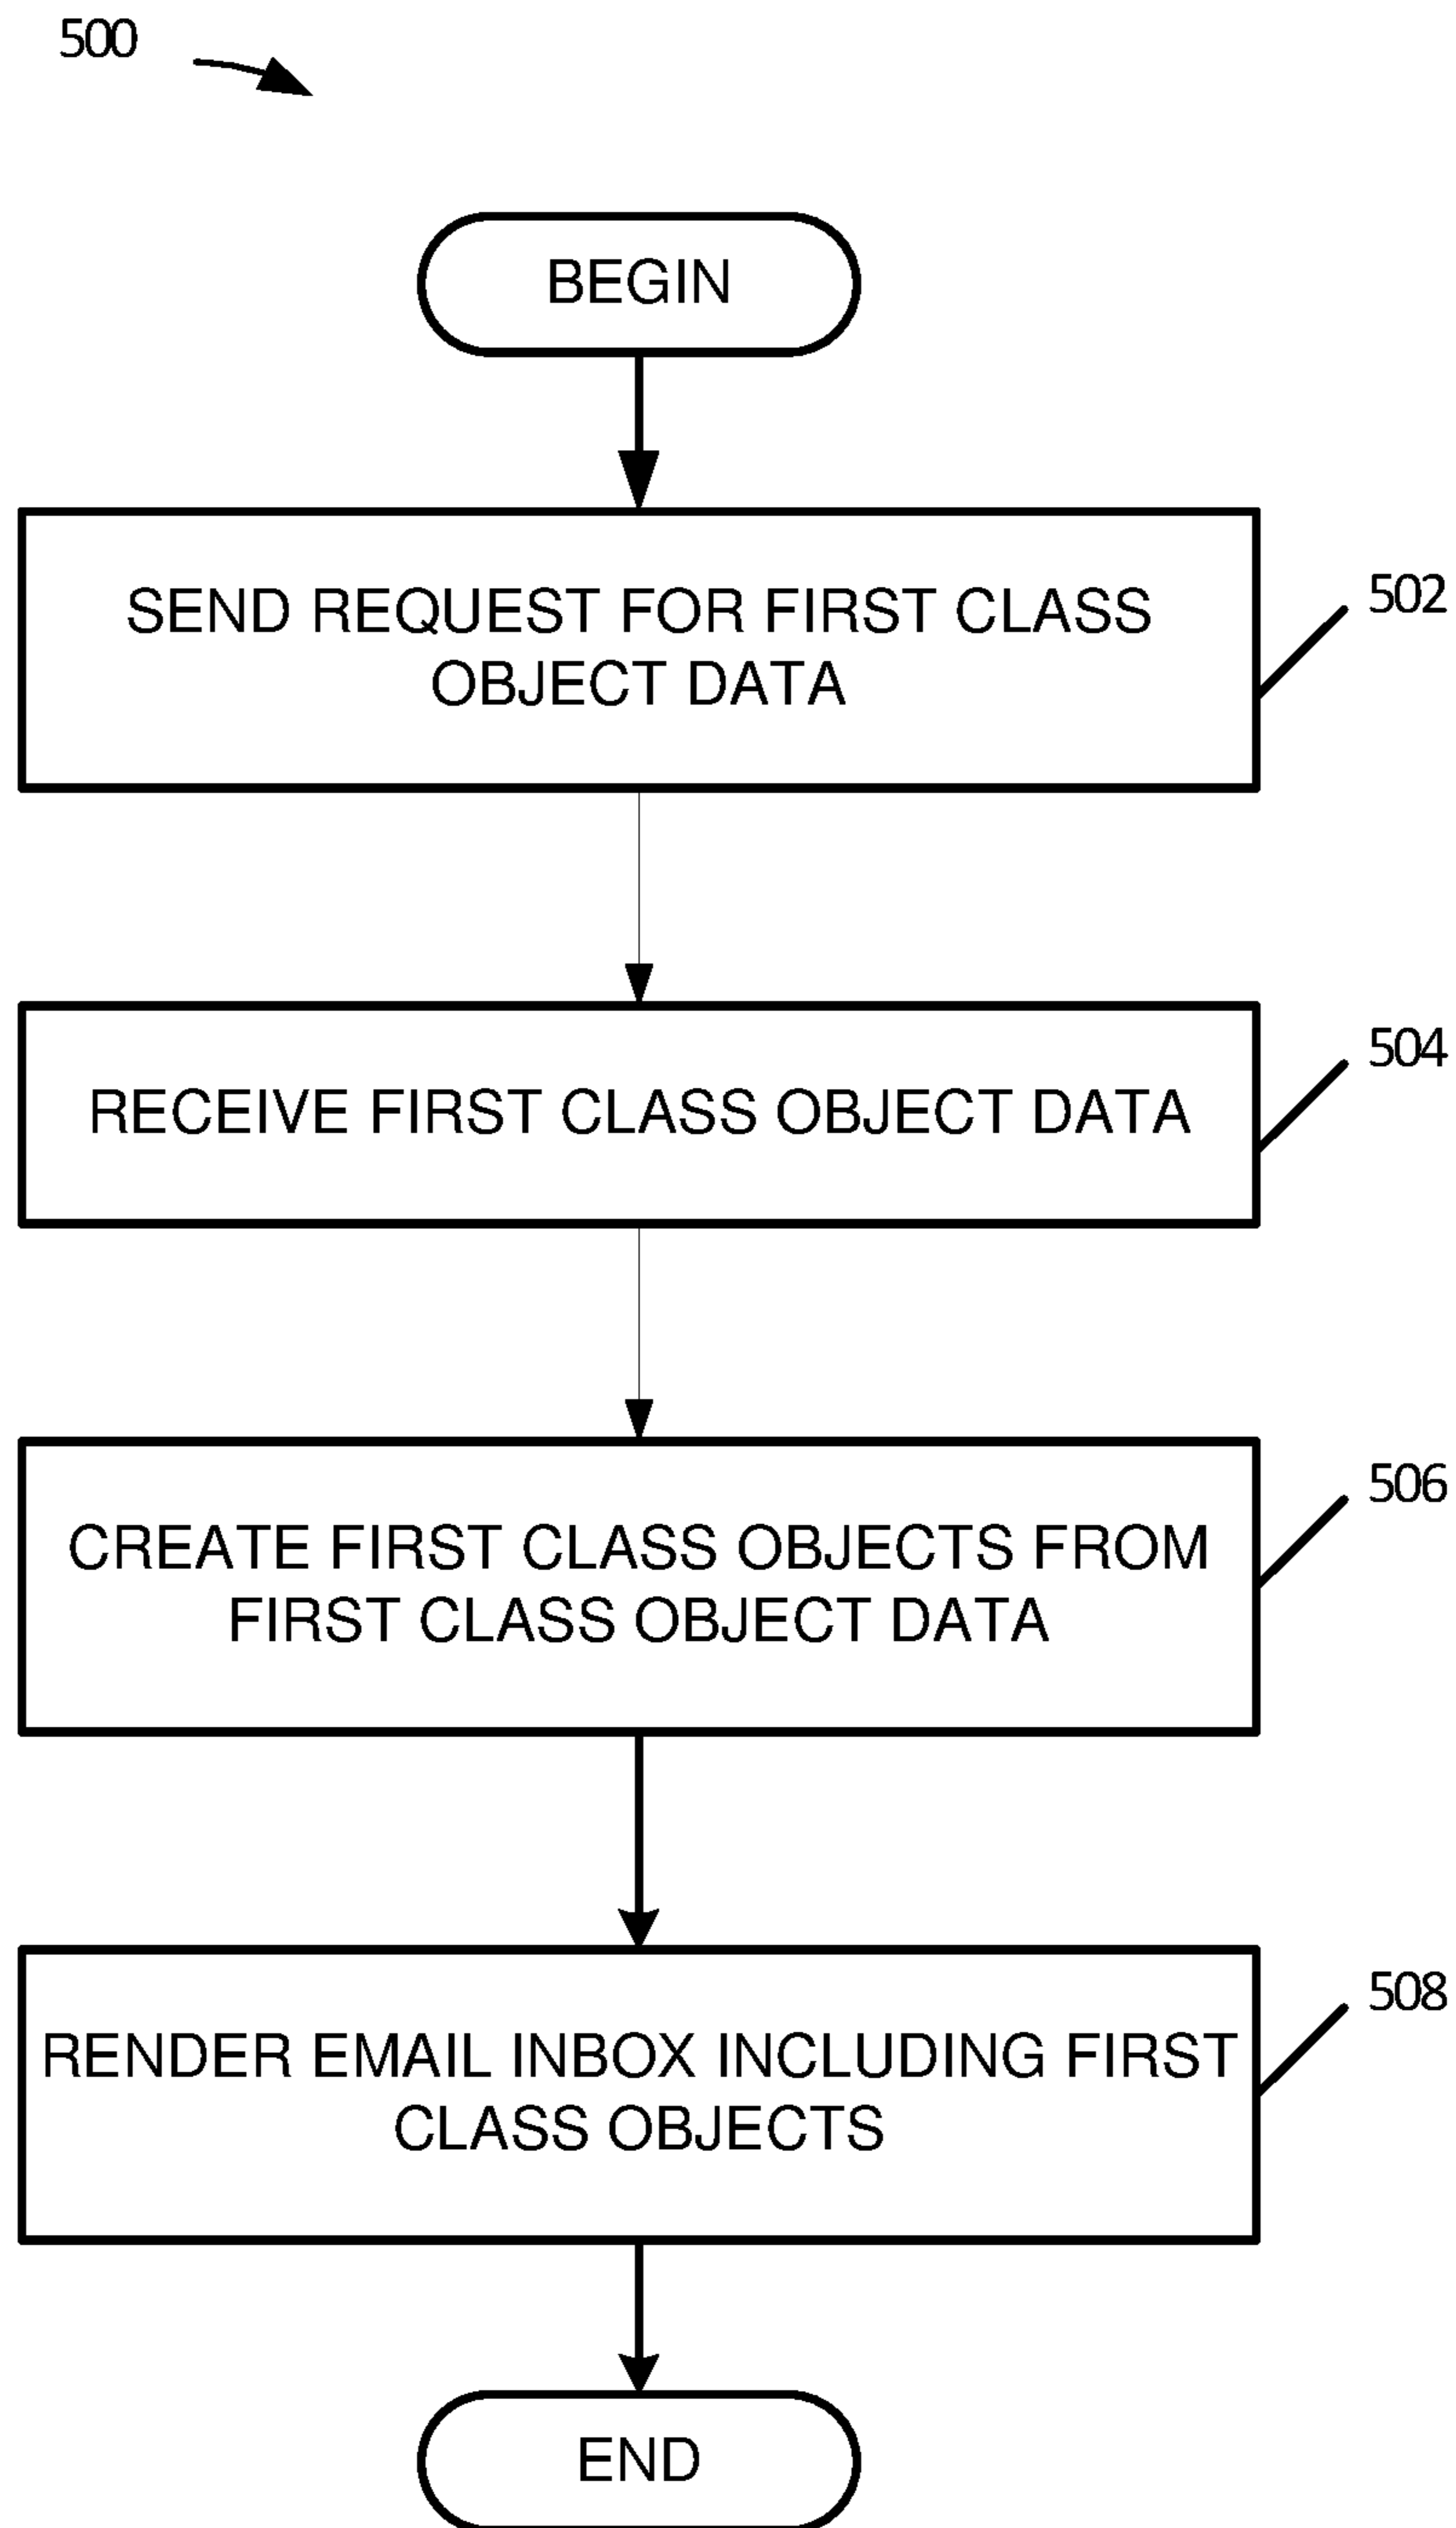 500
BEGIN
SEND REQUEST FOR FIRST CLASS
OBJECT DATA
502
RECEIVE FIRST CLASS OBJECT DATA
504
CREATE FIRST CLASS OBJECTS FROM
FIRST CLASS OBJECT DATA
506
RENDER EMAIL INBOX INCLUDING FIRST
CLASS OBJECTS
508
END